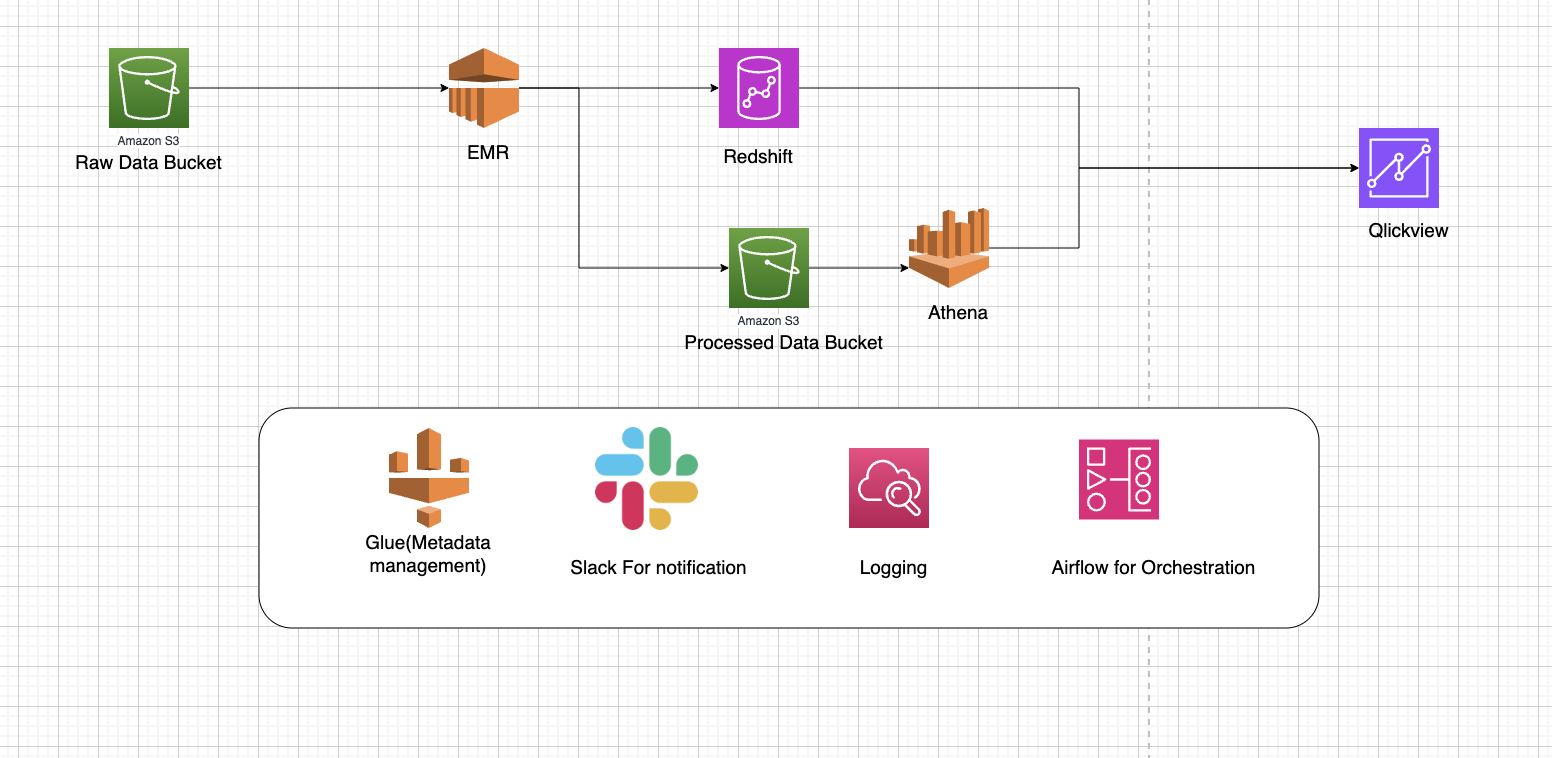 Amazon S3
Raw Data Bucket
EMR
Redshift
Qlickview
Amazon S3
Processed Data Bucket
Athena
Glue(Metadata
management)
Slack For notification
Logging
Airflow for Orchestration